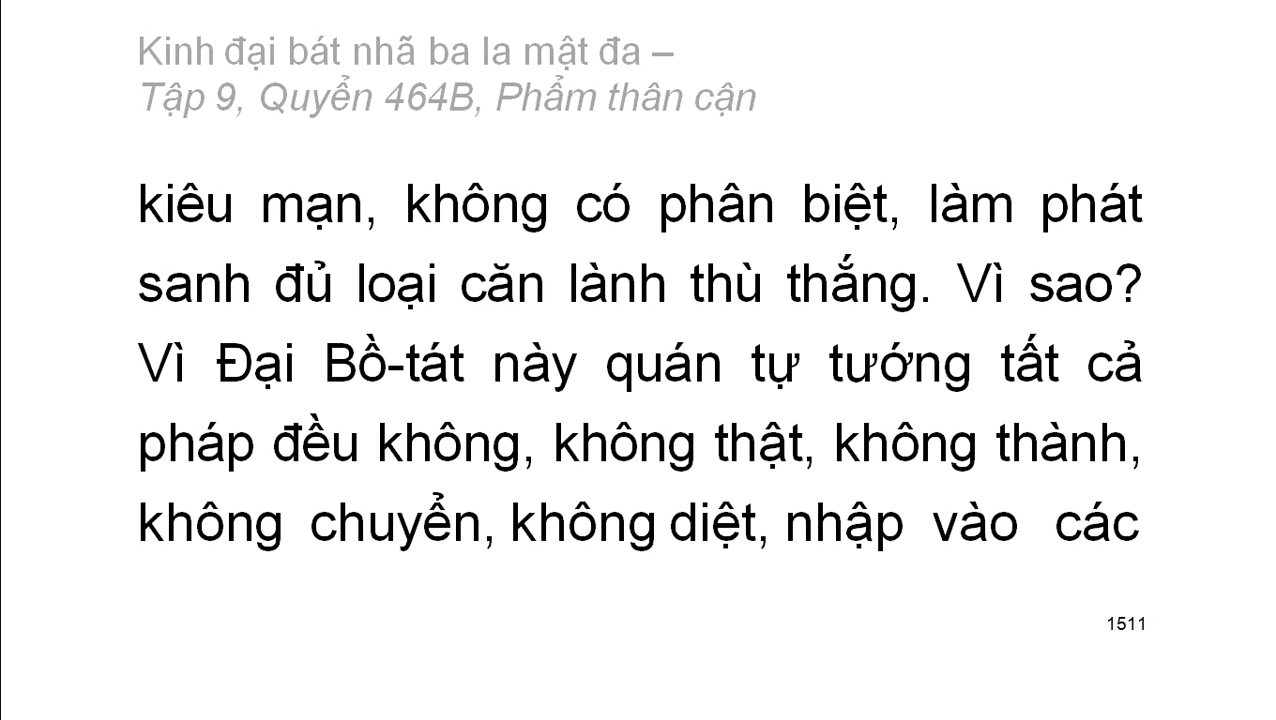 Kinh đại bát nhã ba la mật đa –
Tập 9, Quyển 464B, Phẩm thân cận
kiêu mạn, không có phân biệt, làm phát
sanh đủ loại căn lành thù thắng. Vì sao?
Vì Đại Bồ-tát này quán tự tướng tất cả
pháp đều không, không thật, không thành,
không chuyển, không diệt, nhập vào các
1511